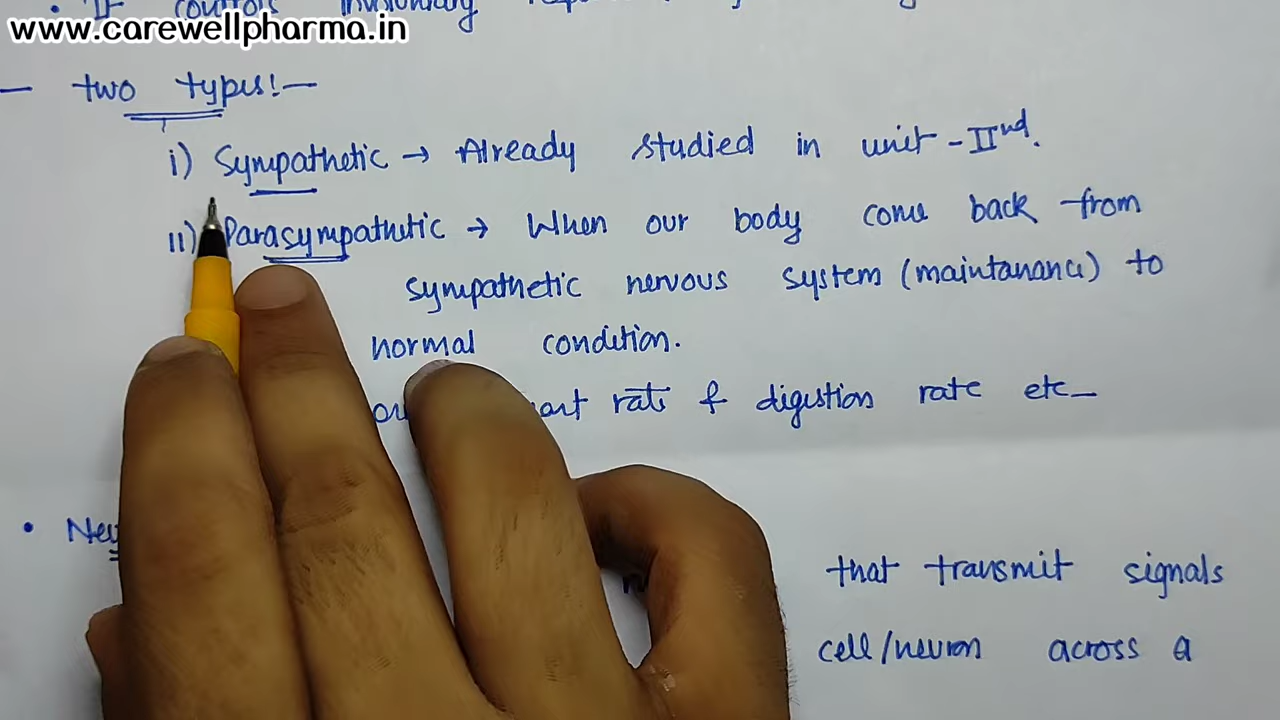 www.carewellpharma.in
— two types!—
i) Sympathetic → Already studied in unit - IInd.
ii) Parasympathetic → When our body come back from
sympathetic nervous system (maintanance) to
normal condition.
rate & digestion rate etc—
•
that transmit signals
cell/neuron across a